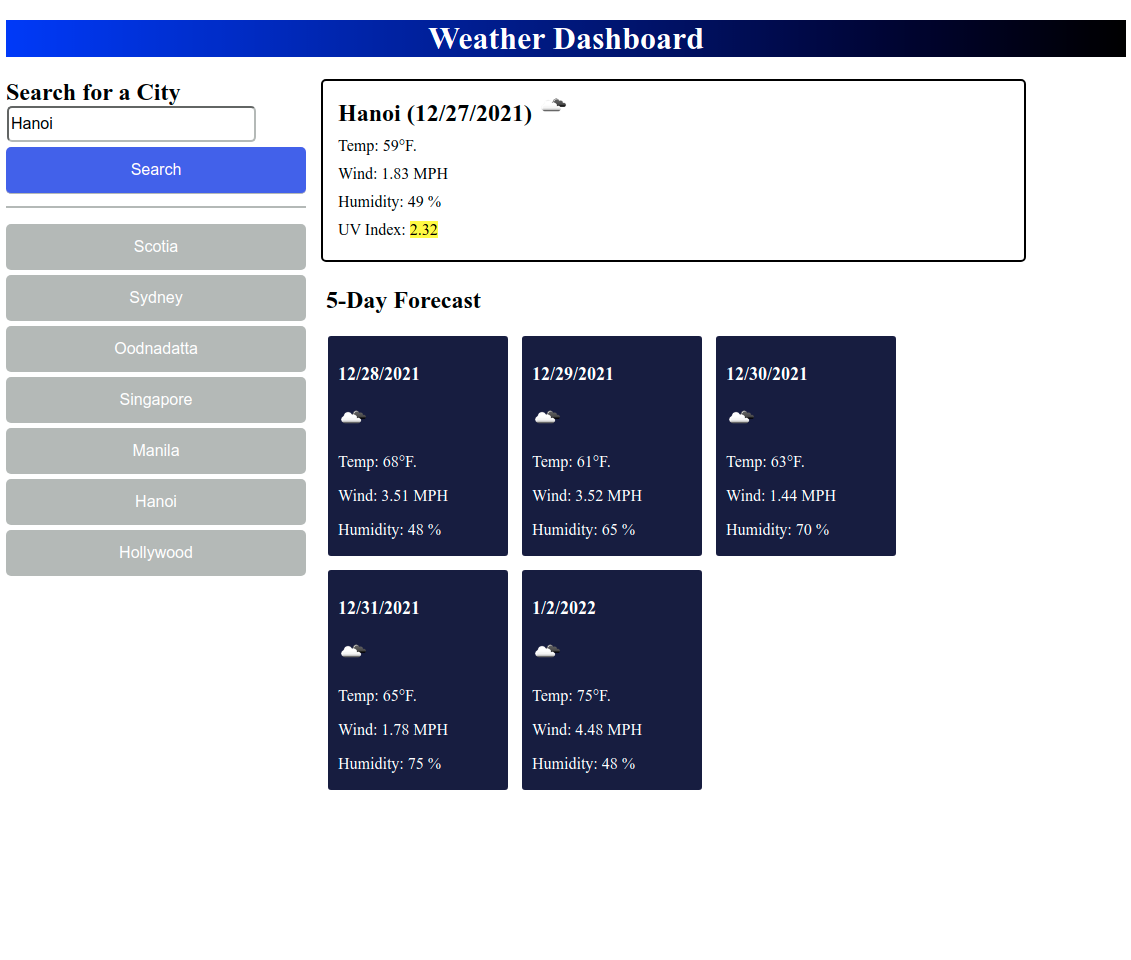 Weather Dashboard
Search for a City
Hanoi
Search
Scotia
Sydney
Oodnadatta
Singapore
Manila
Hanoi
Hollywood
Hanoi (12/27/2021)
Temp: 59°F.
Wind: 1.83 MPH
Humidity: 49 %
UV Index: 2.32
5-Day Forecast
12/28/2021
Temp: 68°F.
Wind: 3.51 MPH
Humidity: 48 %
12/29/2021
Temp: 61°F.
Wind: 3.52 MPH
Humidity: 65 %
12/30/2021
Temp: 63°F.
Wind: 1.44 MPH
Humidity: 70 %
12/31/2021
Temp: 65°F.
Wind: 1.78 MPH
Humidity: 75 %
1/2/2022
Temp: 75°F.
Wind: 4.48 MPH
Humidity: 48 %